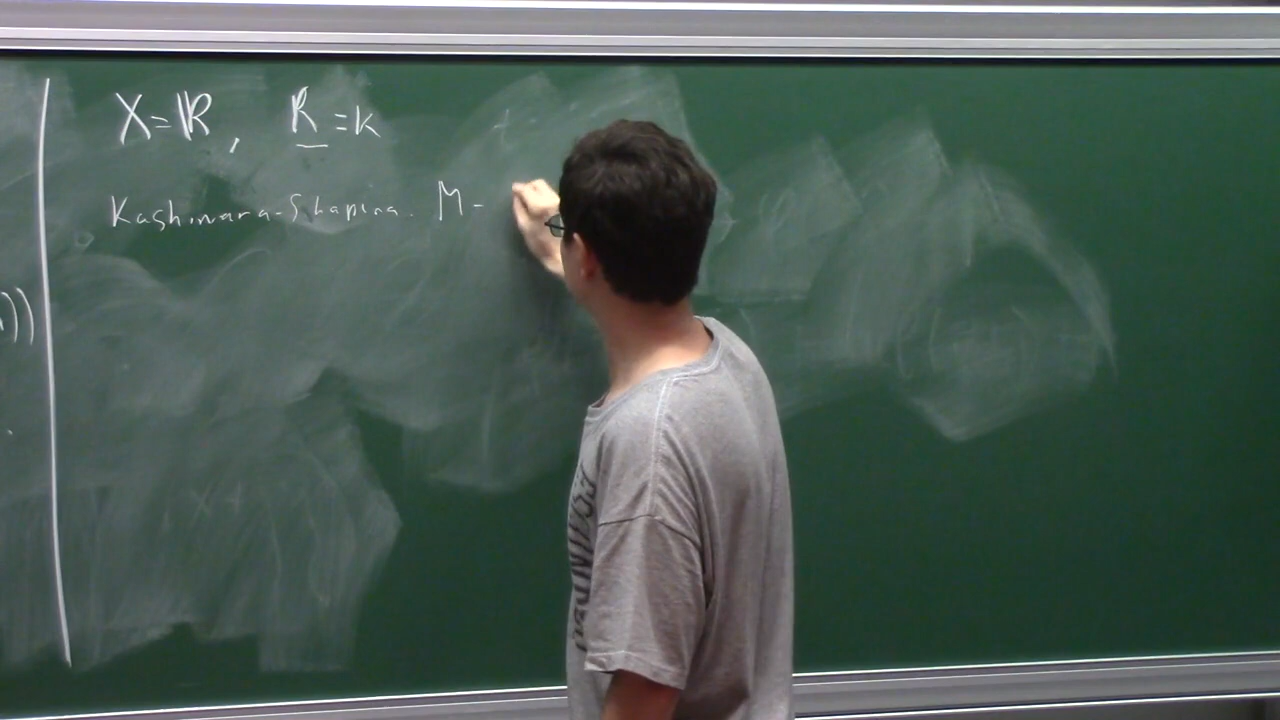 X=ℝ, R=k
Kashiwara-Shapira. M-
))